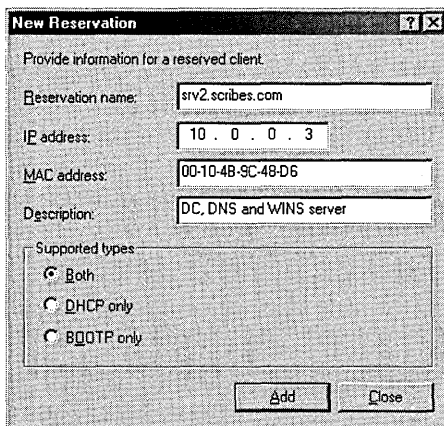 New Reservation
Provide information for a reserved client.
Reservation name: srv2.scribes.com
IP address: 10 . 0 . 0 . 3
MAC address: 00-10-4B-9C-48-D6
Description: DC, DNS and WINS server
Supported types
Both
DHCP only
BOOTP only
Add Close